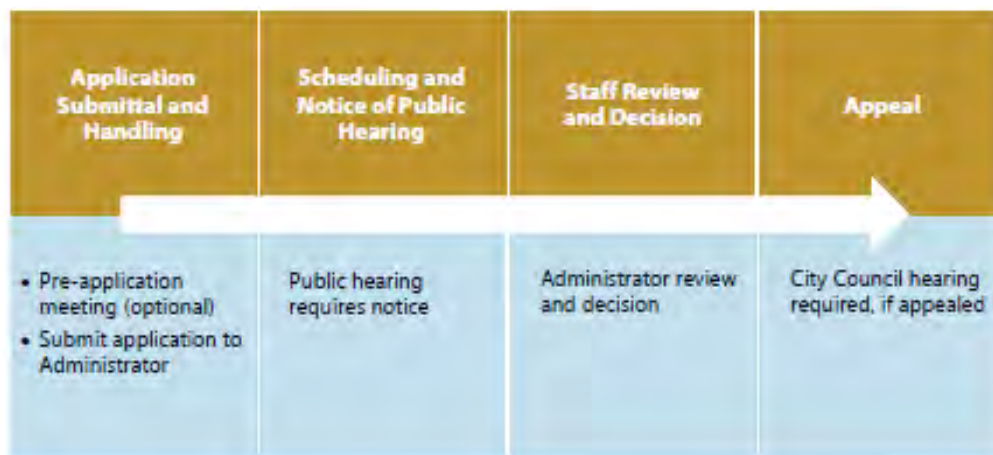 Application
Submittal and
Handling
Scheduling and
Notice of Public
Hearing
Staff Review
and Decision
Appeal
• Pre-application
meeting (optional)
• Submit application to
Administrator
Public hearing
requires notice
Administrator review
and decision
City Council hearing
required, if appealed